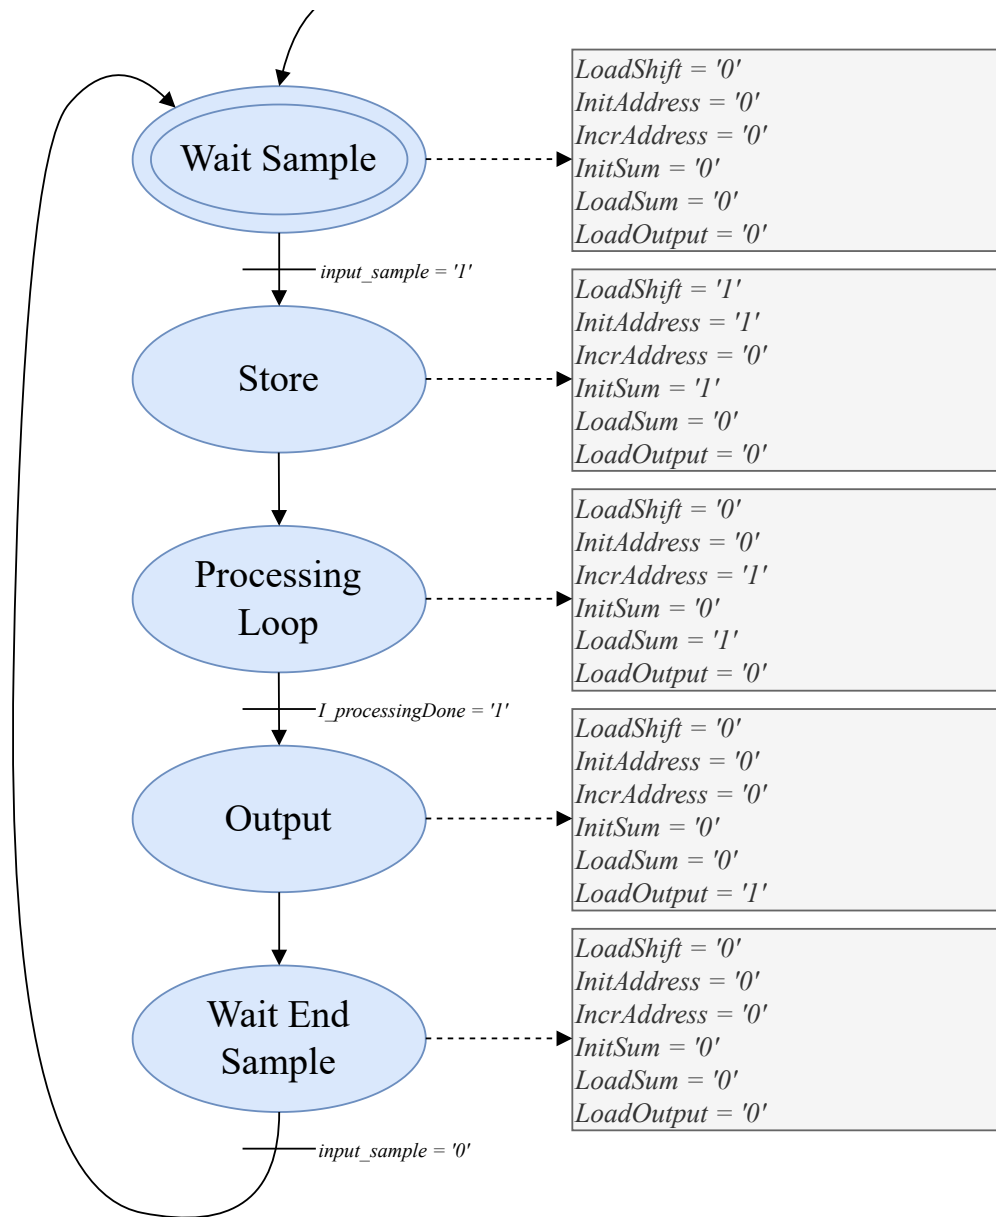 Wait Sample
LoadShift = '0'
InitAddress = '0'
IncrAddress = '0'
InitSum = '0'
LoadSum = '0'
LoadOutput = '0'
input_sample = '1'
Store
LoadShift = '1'
InitAddress = '1'
IncrAddress = '0'
InitSum = '1'
LoadSum = '0'
LoadOutput = '0'
Processing
Loop
LoadShift = '0'
InitAddress = '0'
IncrAddress = '1'
InitSum = '0'
LoadSum = '1'
LoadOutput = '0'
I_processingDone = '1'
Output
LoadShift = '0'
InitAddress = '0'
IncrAddress = '0'
InitSum = '0'
LoadSum = '0'
LoadOutput = '1'
Wait End
Sample
LoadShift = '0'
InitAddress = '0'
IncrAddress = '0'
InitSum = '0'
LoadSum = '0'
LoadOutput = '0'
input_sample = '0'